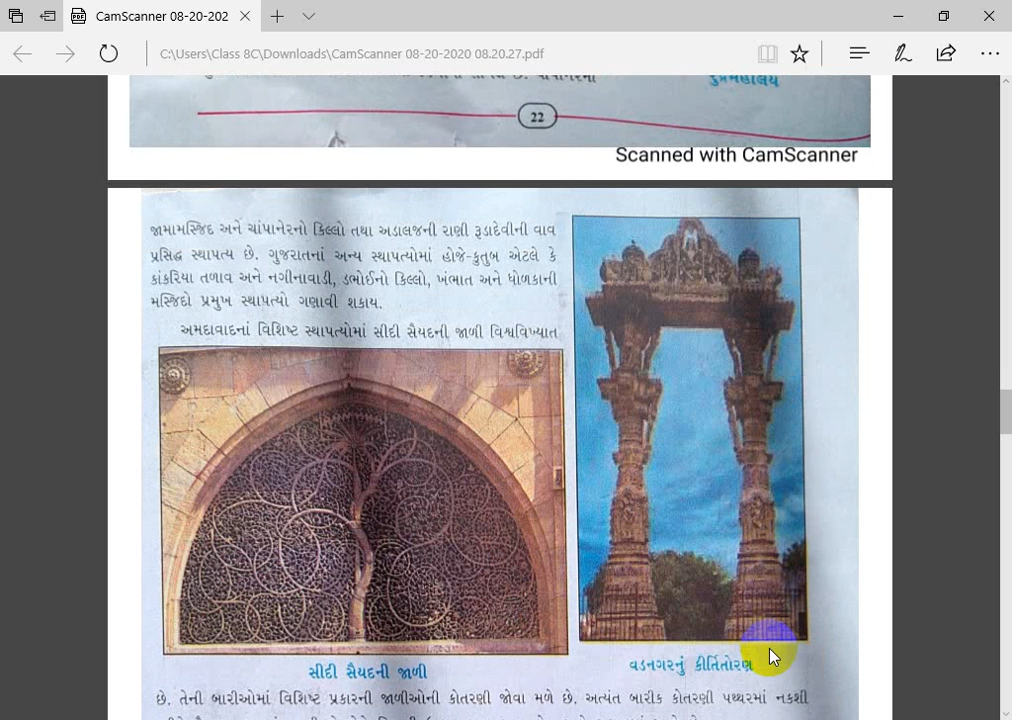 CamScanner 08-20-202
C:\Users\Class 8C\Downloads\CamScanner 08-20-2020 08.20.27.pdf
22
Scanned with CamScanner
જામામસ્જિદ અને ચાંપાનેરનો કિલ્લો તથા અડાલજની રાણી રૂડાદેવીની વાવ
પ્રસિદ્ધ સ્થાપત્ય છે. ગુજરાતનાં અન્ય સ્થાપત્યોમાં હોજે-કુતુબ એટલે કે
કાંકરિયા તળાવ અને નગીનાવાડી, ડભોઈનો કિલ્લો, ખંભાત અને ધોળકાની
મસ્જિદો પ્રમુખ સ્થાપત્યો ગણાવી શકાય.
અમદાવાદનાં વિશિષ્ટ સ્થાપત્યોમાં સીદી સૈયદની જાળી વિશ્વવિખ્યાત
સીદી સૈયદની જાળી
વડનગરનું કીર્તિતોરણ
છે. તેની બારીઓમાં વિશિષ્ટ પ્રકારની જાળીઓની કોતરણી જોવા મળે છે. અત્યંત બારીક કોતરણી પથ્થરમાં નકશી